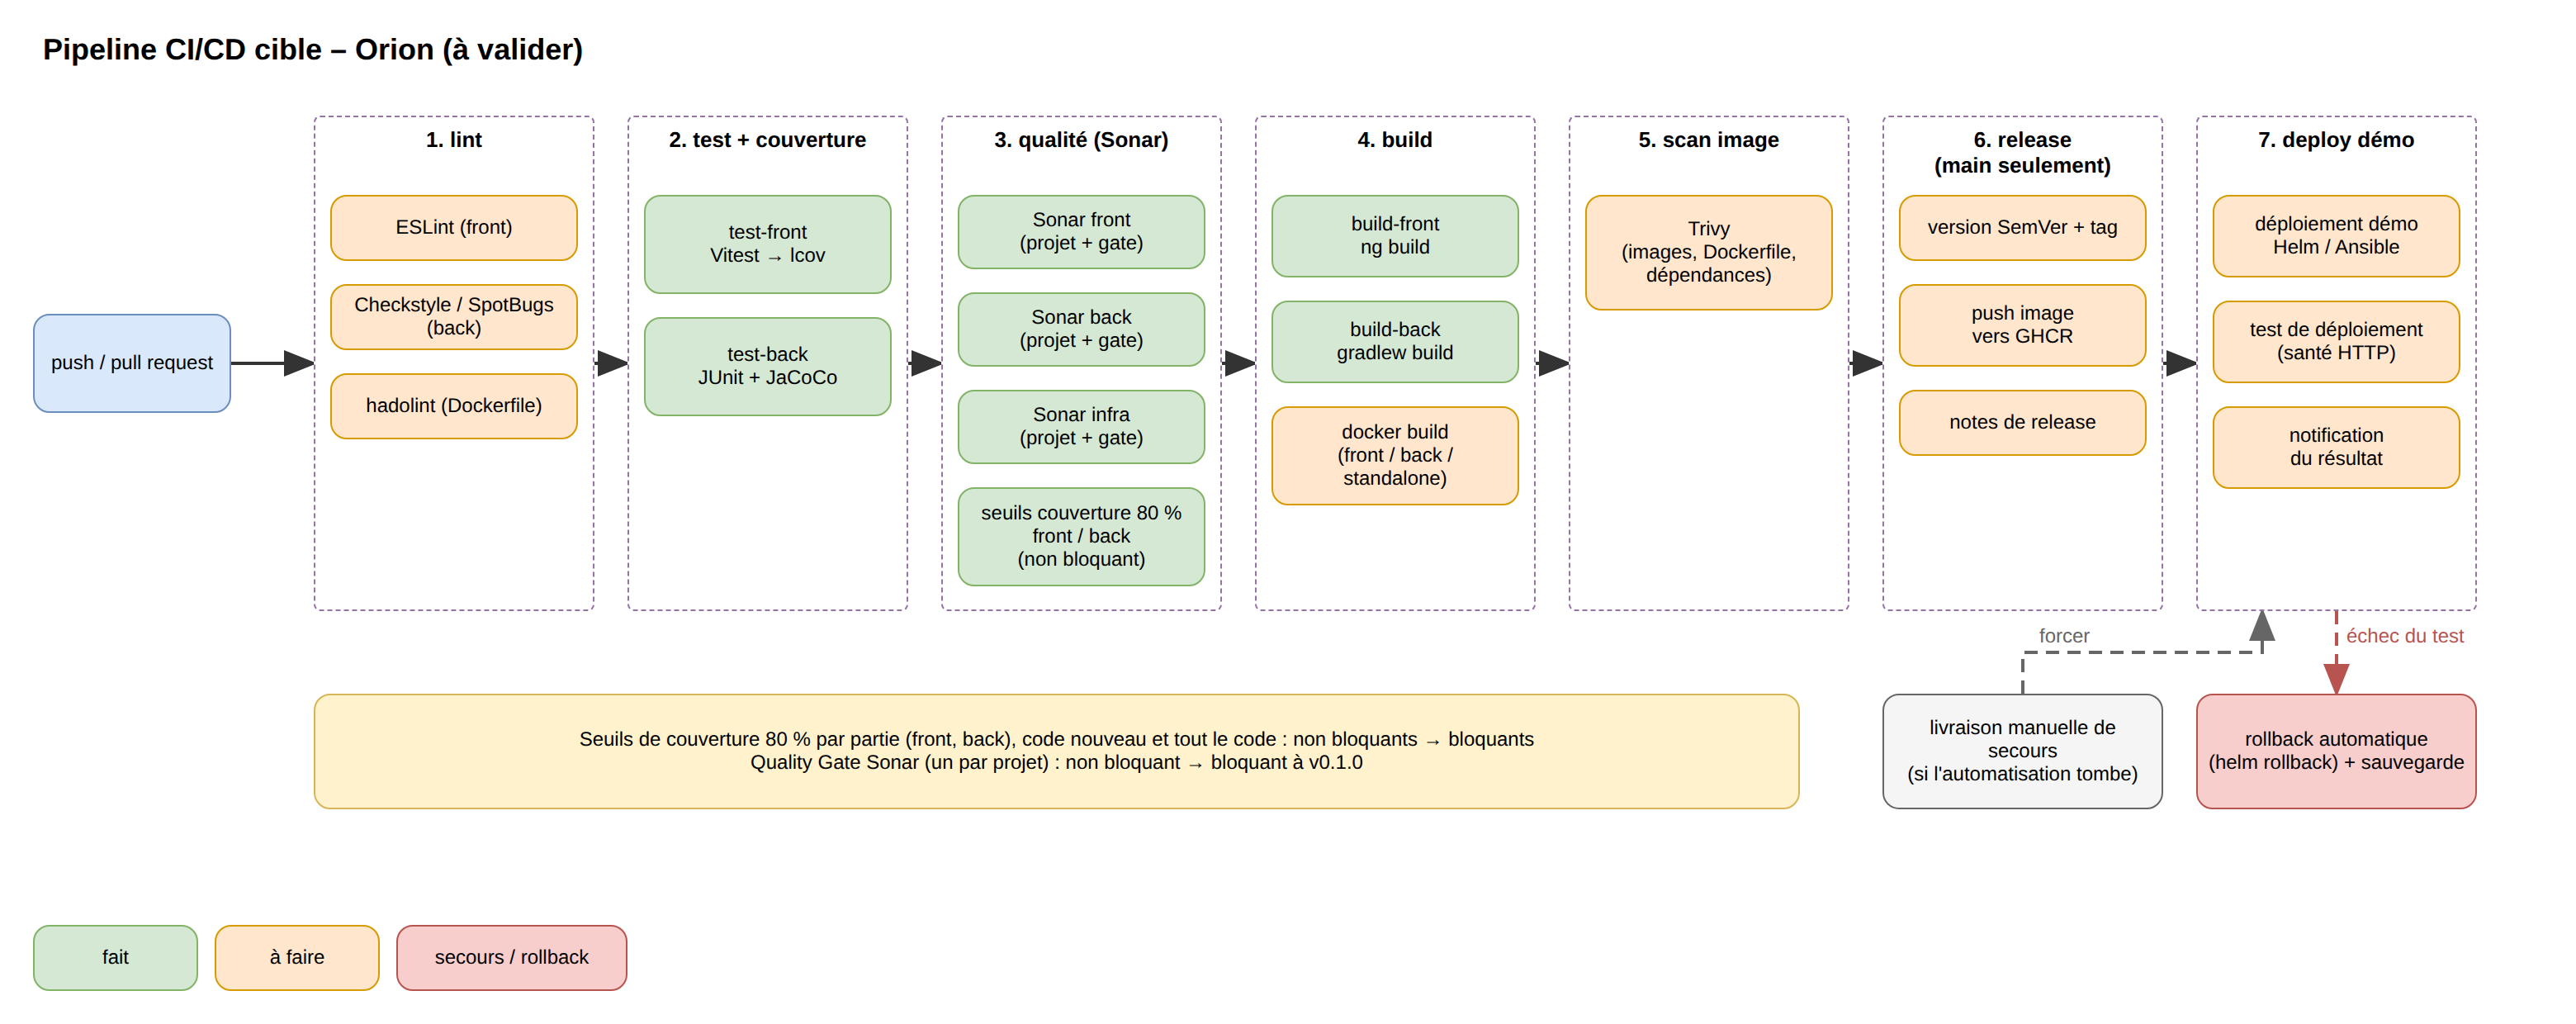 Pipeline CI/CD cible – Orion (à valider)
push / pull request
1. lint
ESLint (front)
Checkstyle / SpotBugs
(back)
hadolint (Dockerfile)
2. test + couverture
test-front
Vitest → lcov
test-back
JUnit + JaCoCo
3. qualité (Sonar)
Sonar front
(projet + gate)
Sonar back
(projet + gate)
Sonar infra
(projet + gate)
seuils couverture 80 %
front / back
(non bloquant)
4. build
build-front
ng build
build-back
gradlew build
docker build
(front / back /
standalone)
5. scan image
Trivy
(images, Dockerfile,
dépendances)
6. release
(main seulement)
version SemVer + tag
push image
vers GHCR
notes de release
7. deploy démo
déploiement démo
Helm / Ansible
test de déploiement
(santé HTTP)
notification
du résultat
forcer
échec du test
Seuils de couverture 80 % par partie (front, back), code nouveau et tout le code : non bloquants → bloquants
Quality Gate Sonar (un par projet) : non bloquant → bloquant à v0.1.0
livraison manuelle de
secours
(si l'automatisation tombe)
rollback automatique
(helm rollback) + sauvegarde
fait
à faire
secours / rollback